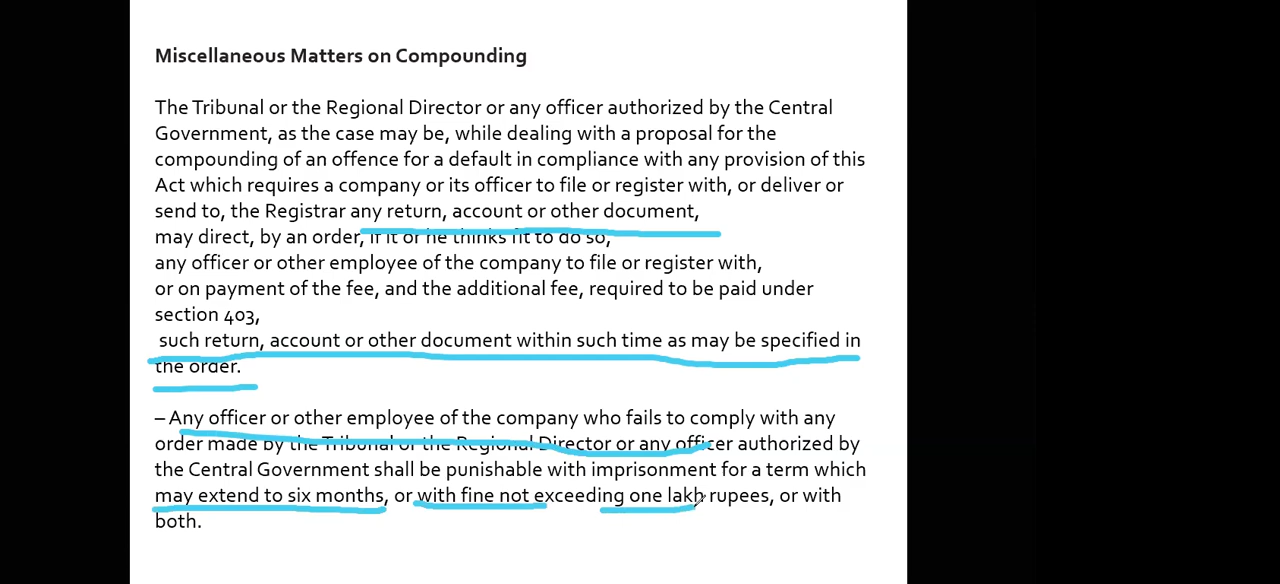 Miscellaneous Matters on Compounding
The Tribunal or the Regional Director or any officer authorized by the Central
Government, as the case may be, while dealing with a proposal for the
compounding of an offence for a default in compliance with any provision of this
Act which requires a company or its officer to file or register with, or deliver or
send to, the Registrar any return, account or other document,
may direct, by an order, if it or he thinks fit to do so,
any officer or other employee of the company to file or register with,
or on payment of the fee, and the additional fee, required to be paid under
section 403,
such return, account or other document within such time as may be specified in
the order.
– Any officer or other employee of the company who fails to comply with any
order made by the Tribunal or the Regional Director or any officer authorized by
the Central Government shall be punishable with imprisonment for a term which
may extend to six months, or with fine not exceeding one lakh rupees, or with
both.